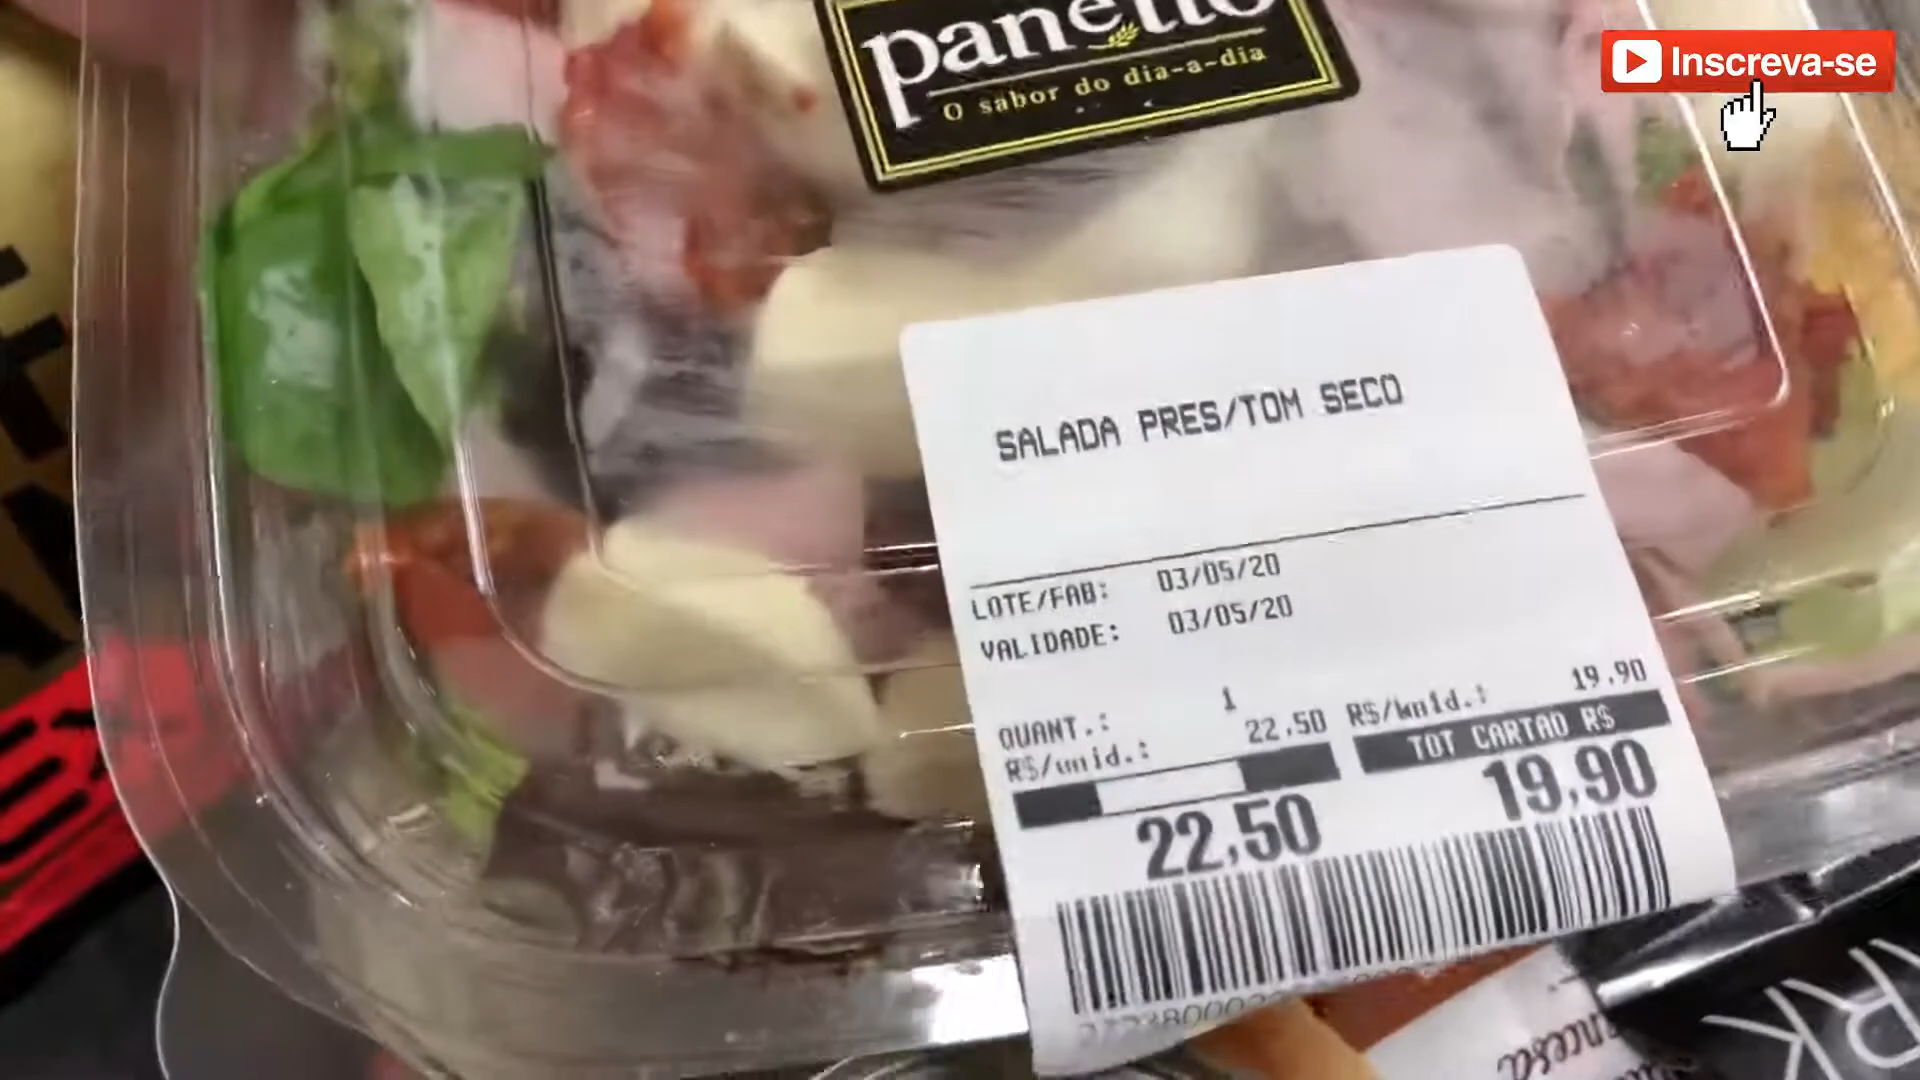 panetto
O sabor do dia-a-dia
Inscreva-se
SALADA PRES/TOM SECO
LOTE/FAB: 03/05/20
VALIDADE: 03/05/20
QUANT.: 1
R$/unid.: 22,50
R$/unid.: 19.90
TOT CARTAO R$
22,50
19,90